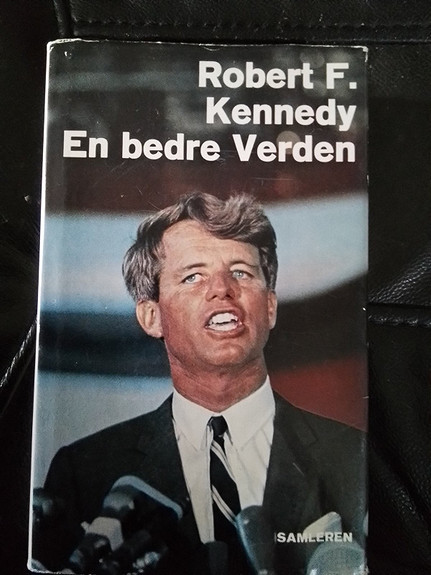 Robert F.
Kennedy
En bedre Verden
SAMLEREN